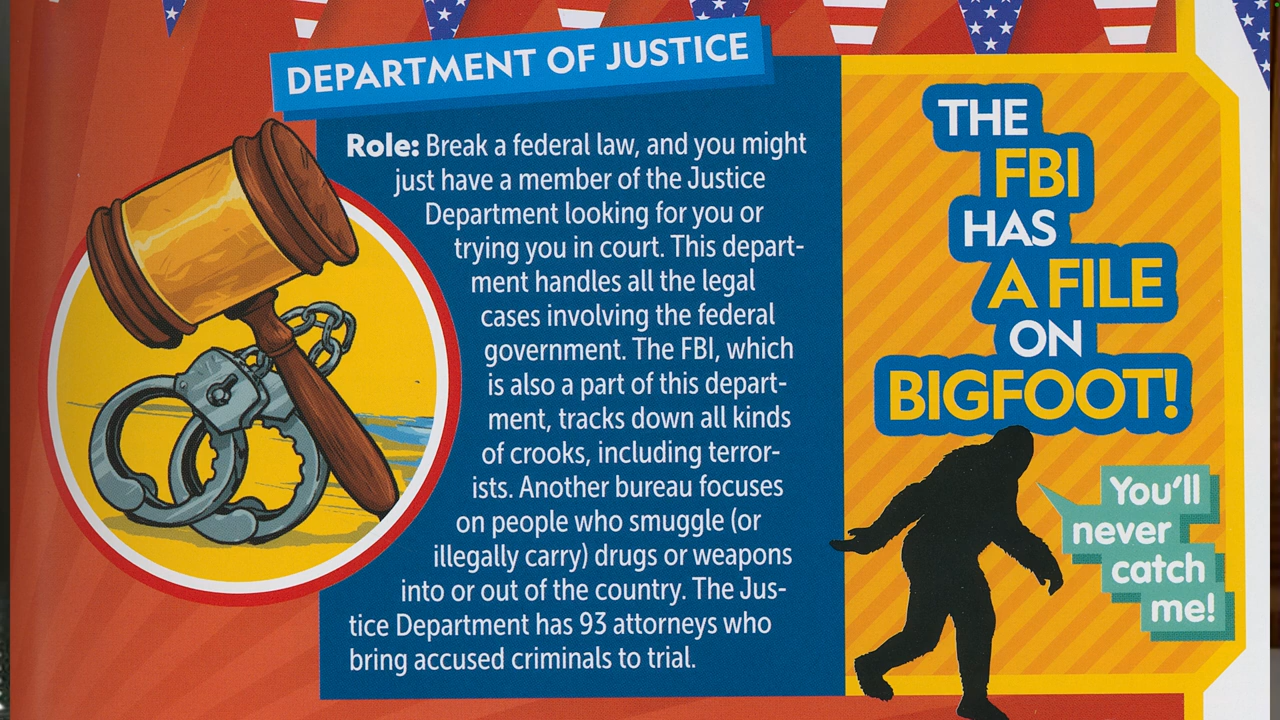 DEPARTMENT OF JUSTICE
Role: Break a federal law, and you might
just have a member of the Justice
Department looking for you or
trying you in court. This depart-
ment handles all the legal
cases involving the federal
government. The FBI, which
is also a part of this depart-
ment, tracks down all kinds
of crooks, including terror-
ists. Another bureau focuses
on people who smuggle (or
illegally carry) drugs or weapons
into or out of the country. The Jus-
tice Department has 93 attorneys who
bring accused criminals to trial.
THE
FBI
HAS
A FILE
ON
BIGFOOT!
You'll
never
catch
me!